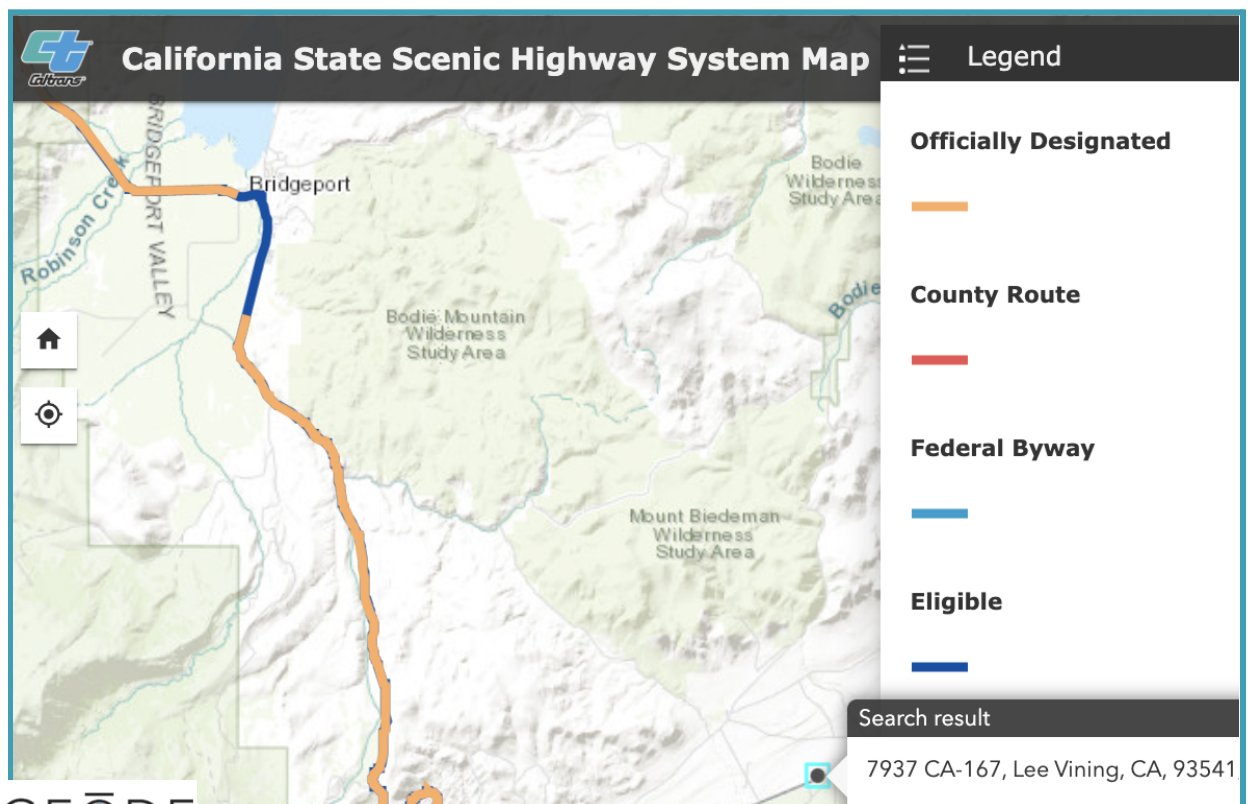 Caltrans
California State Scenic Highway System Map
Legend
Officially Designated
County Route
Federal Byway
Eligible
Search result
7937 CA-167, Lee Vining, CA, 93541,
BRIDGEPORT VALLEY
Bridgeport
Robinson Creek
Bodie
Wilderness
Study Area
Bodie
Bodie Mountain
Wilderness
Study Area
Mount Biedeman
Wilderness
Study Area